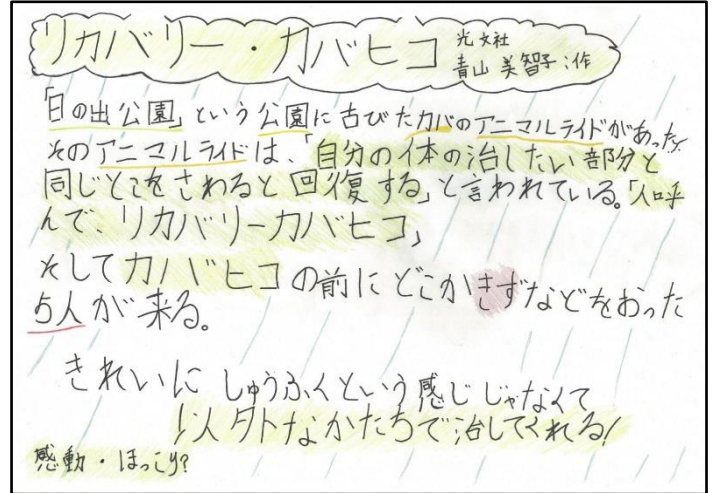 リカバリー・カバヒコ
光文社
青山 美智子:作
「日の出公園」という公園に古びたカバのアニマルライドがあった。
そのアニマルライドは、「自分の体の治したい部分と
同じとこをさわると回復する」と言われている。「人呼
んで、リカバリーカバヒコ」
そしてカバヒコの前にどこかきずなどをおった
5人が来る。
きれいにしゅうふくという感じじゃなくて
以外なかたちで治してくれる!
感動・ほっこり?